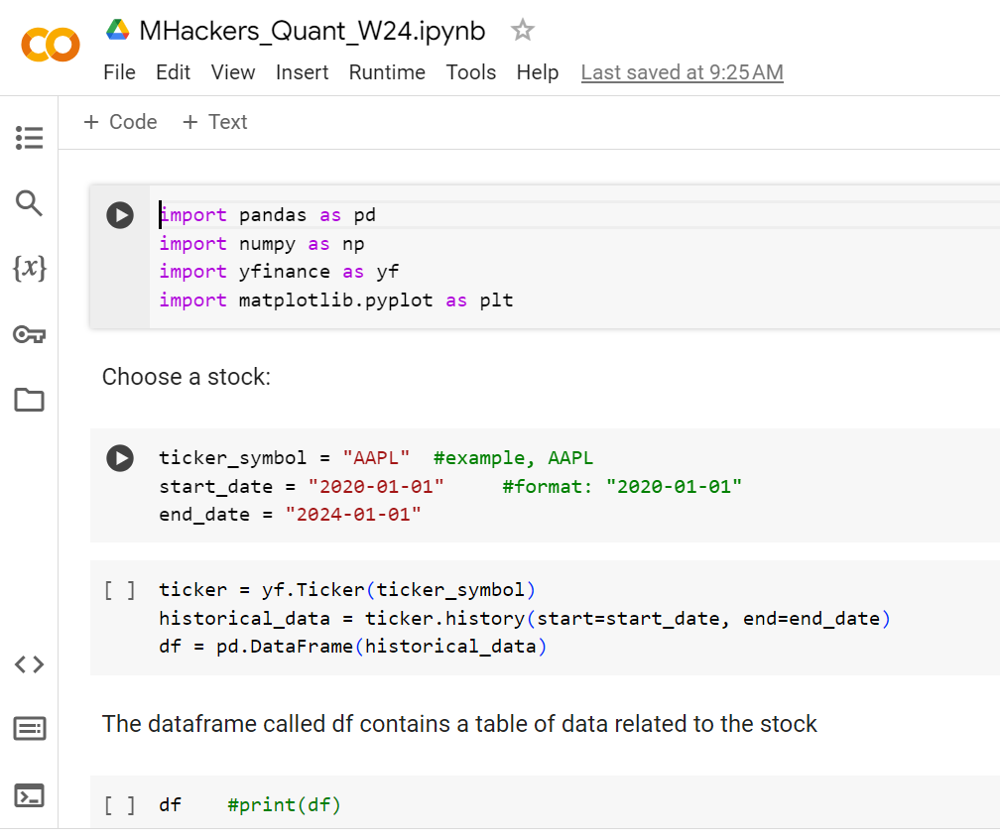 MHackers_Quant_W24.ipynb
File Edit View Insert Runtime Tools Help Last saved at 9:25 AM
+ Code + Text
{x}
import pandas as pd
import numpy as np
import yfinance as yf
import matplotlib.pyplot as plt
Choose a stock:
ticker_symbol = "AAPL"  #example, AAPL
start_date = "2020-01-01"     #format: "2020-01-01"
end_date = "2024-01-01"
[ ] ticker = yf.Ticker(ticker_symbol)
historical_data = ticker.history(start=start_date, end=end_date)
df = pd.DataFrame(historical_data)
The dataframe called df contains a table of data related to the stock
[ ] df    #print(df)